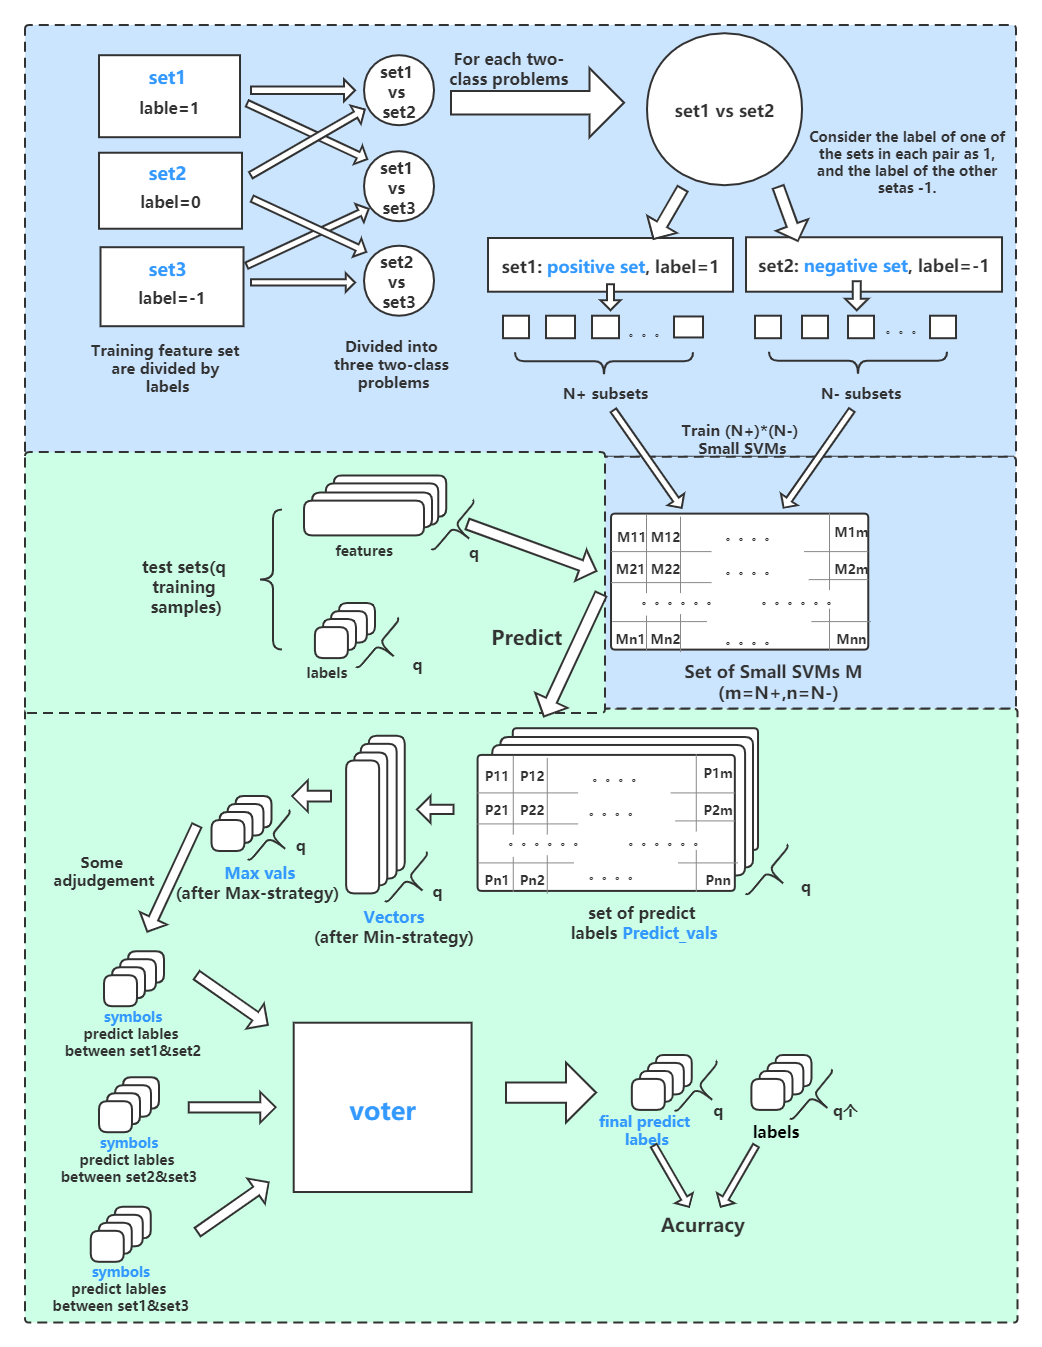 set1
lable=1
set2
label=0
set3
label=-1
Training feature set
are divided by
labels
set1
vs
set2
set1
vs
set3
set2
vs
set3
Divided into
three two-class
problems
For each two-
class problems
set1 vs set2
Consider the label of one of
the sets in each pair as 1,
and the label of the other
setas -1.
set1: positive set, label=1
set2: negative set, label=-1
N+ subsets
N- subsets
Train (N+)*(N-)
Small SVMs
features
q
test sets(q
training
samples)
labels
q
Predict
M11 M12 M1m
M21 M22 M2m
Mn1 Mn2 Mnn
Set of Small SVMs M
(m=N+,n=N-)
P11 P12 P1m
P21 P22 P2m
Pn1 Pn2 Pnn
q
set of predict
labels Predict_vals
q
Vectors
(after Min-strategy)
q
Max vals
(after Max-strategy)
Some
adjudgement
symbols
predict lables
between set1&set2
symbols
predict lables
between set2&set3
symbols
predict lables
between set1&set3
voter
q
final predict
labels
q个
labels
Acurracy